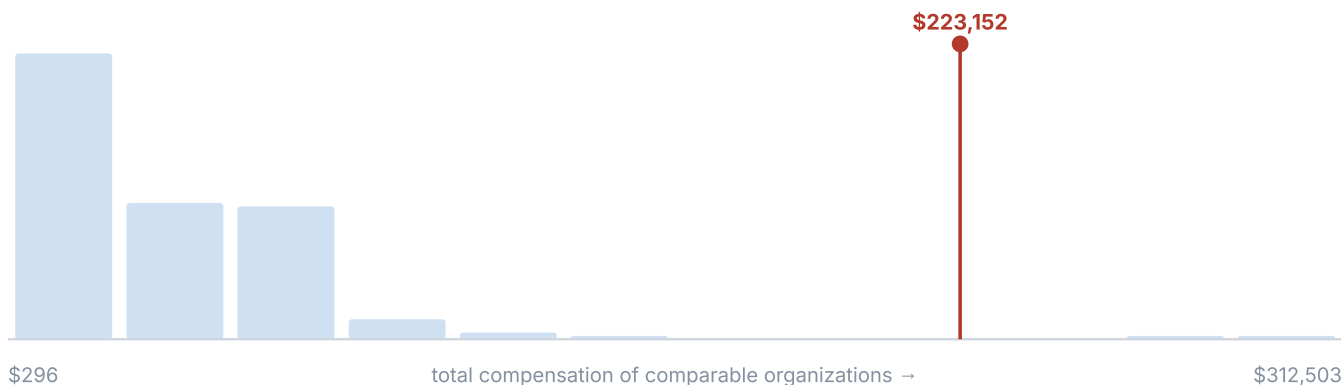 $223,152
$296
total compensation of comparable organizations →
$312,503